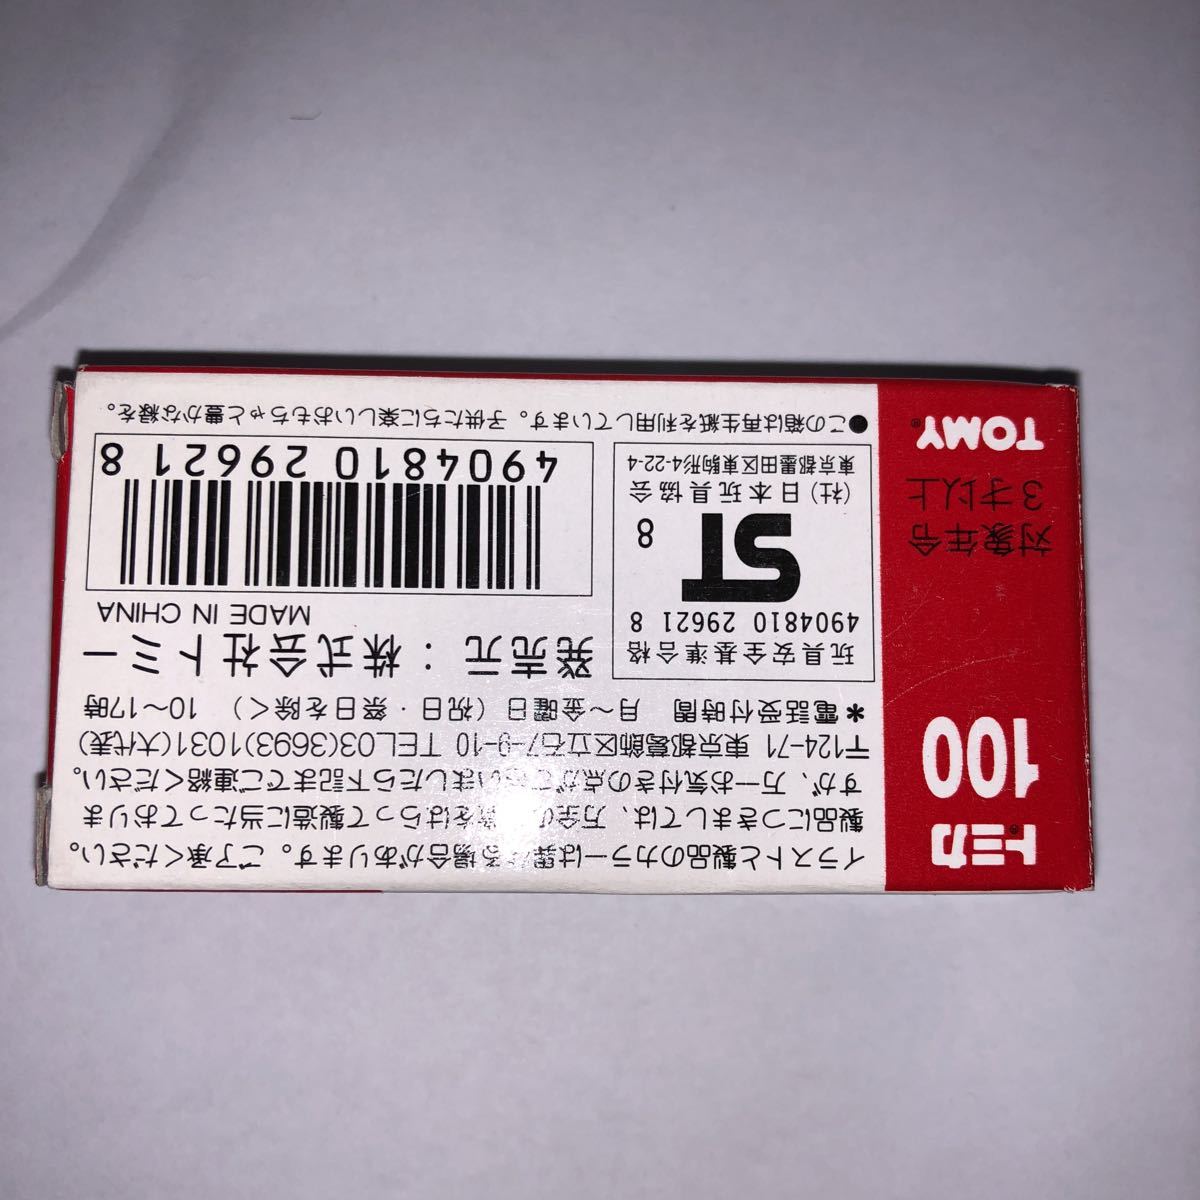 トミカ
100
対象年令
3才以上
TOMY®
イラストと製品のカラーは異なる場合があります。ご了承ください。
製品につきましては、万全の注意をはらって製造に当たっておりま
すが、万一お気付きの点がございましたら下記までご連絡ください。
〒124-71 東京都葛飾区立石7-9-10 TEL03(3693)1031(大代表)
＊電話受付時間 月〜金曜日（祝日・祭日を除く） 10〜17時
玩具安全基準合格
4904810 29621 8
ST
8
(社)日本玩具協会
東京都墨田区東駒形4-22-4
発売元：株式会社トミー
MADE IN CHINA
4904810 29621 8
●この箱は再生紙を利用しています。子供たちに楽しいおもちゃと豊かな緑を。